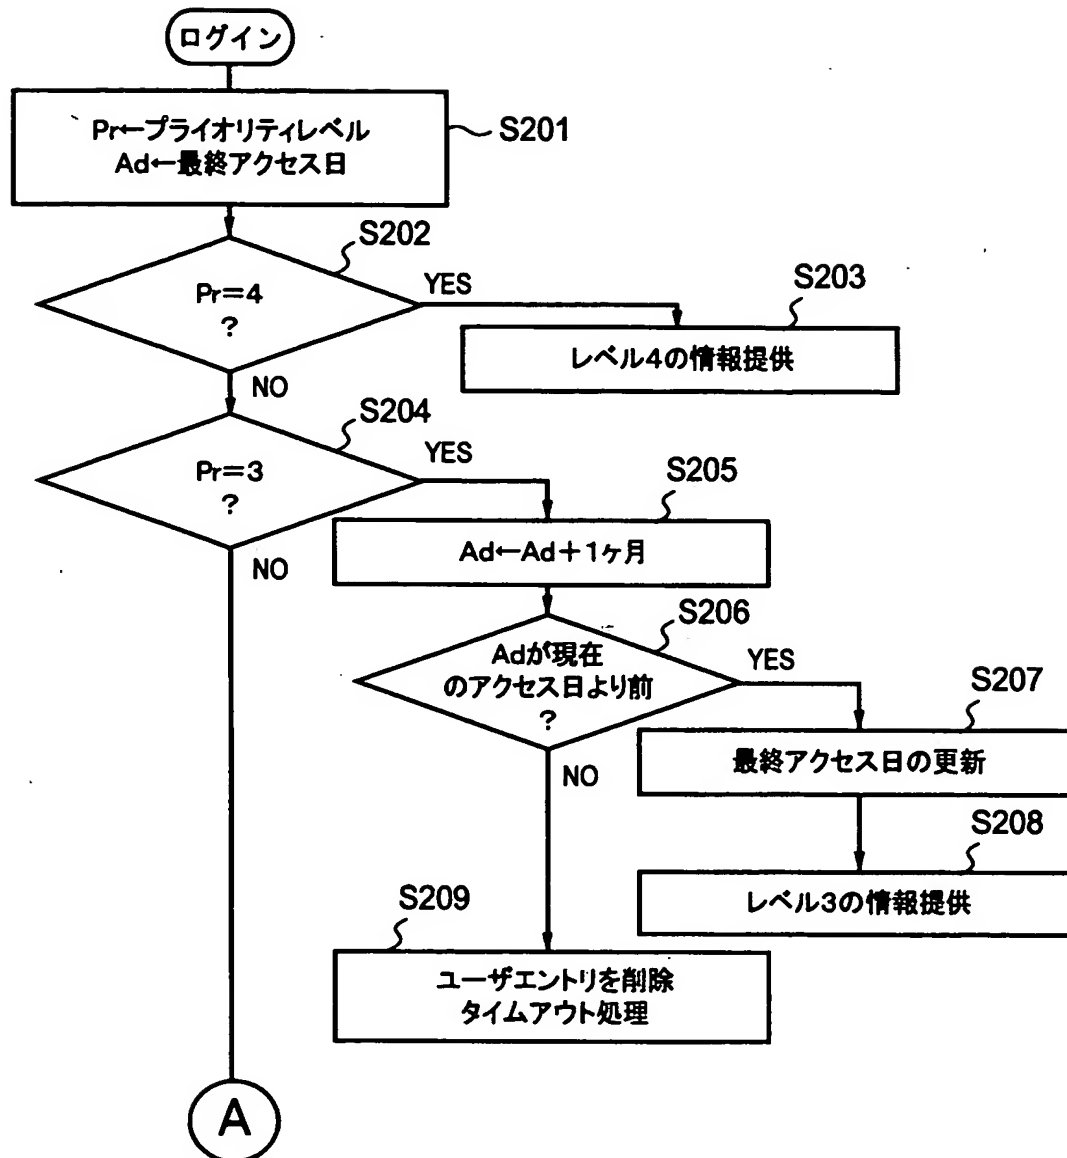 ログイン
Pr←プライオリティレベル
Ad←最終アクセス日
S201
S202
Pr=4
?
YES
S203
レベル4の情報提供
NO
S204
Pr=3
?
YES
S205
Ad←Ad+1ヶ月
NO
S206
Adが現在
のアクセス日より前
?
YES
S207
最終アクセス日の更新
NO
S208
レベル3の情報提供
S209
ユーザエントリを削除
タイムアウト処理
A